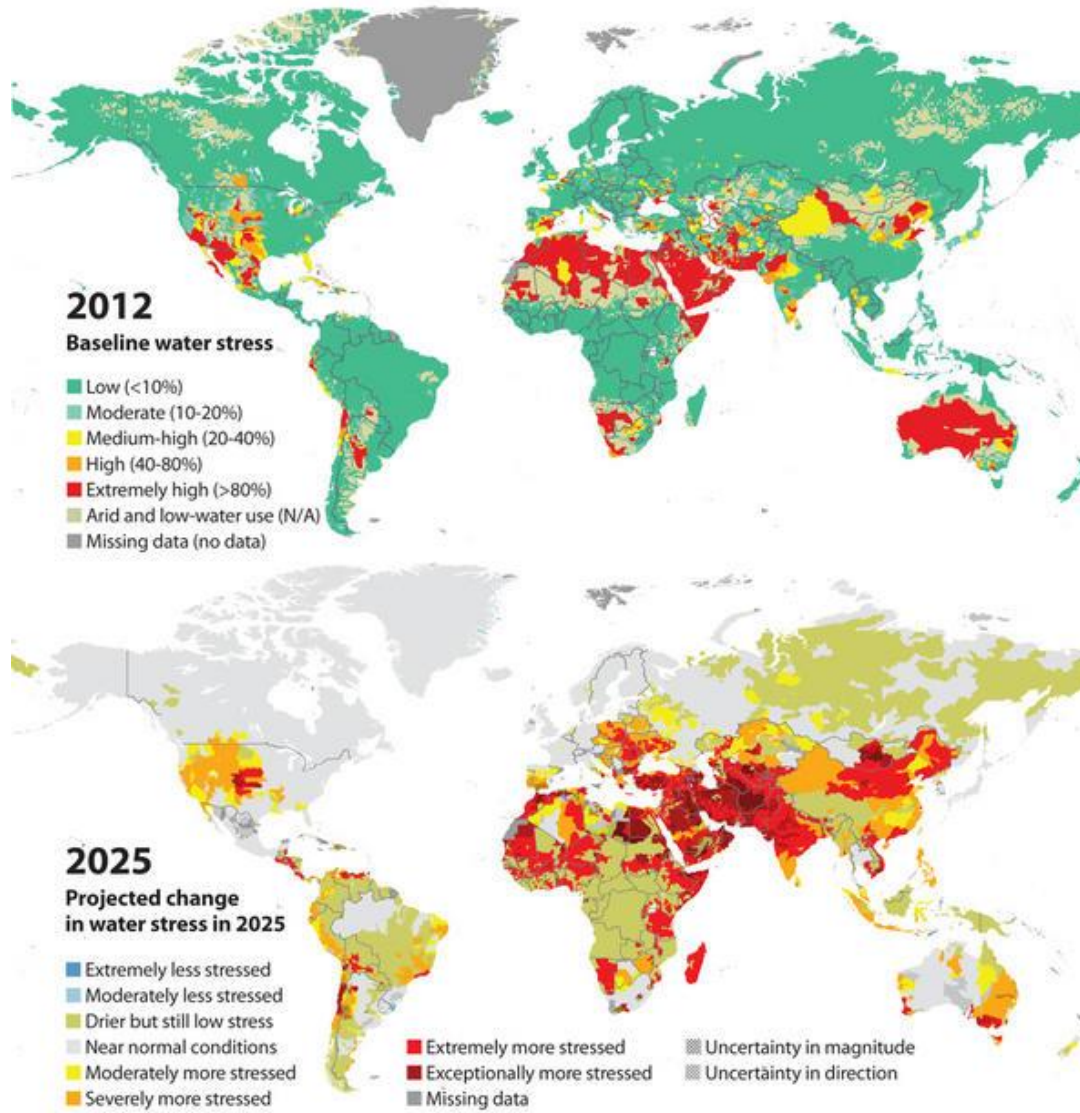 2012
Baseline water stress
Low (<10%)
Moderate (10-20%)
Medium-high (20-40%)
High (40-80%)
Extremely high (>80%)
Arid and low-water use (N/A)
Missing data (no data)
2025
Projected change
in water stress in 2025
Extremely less stressed
Moderately less stressed
Drier but still low stress
Near normal conditions
Moderately more stressed
Severely more stressed
Extremely more stressed
Exceptionally more stressed
Missing data
Uncertainty in magnitude
Uncertainty in direction